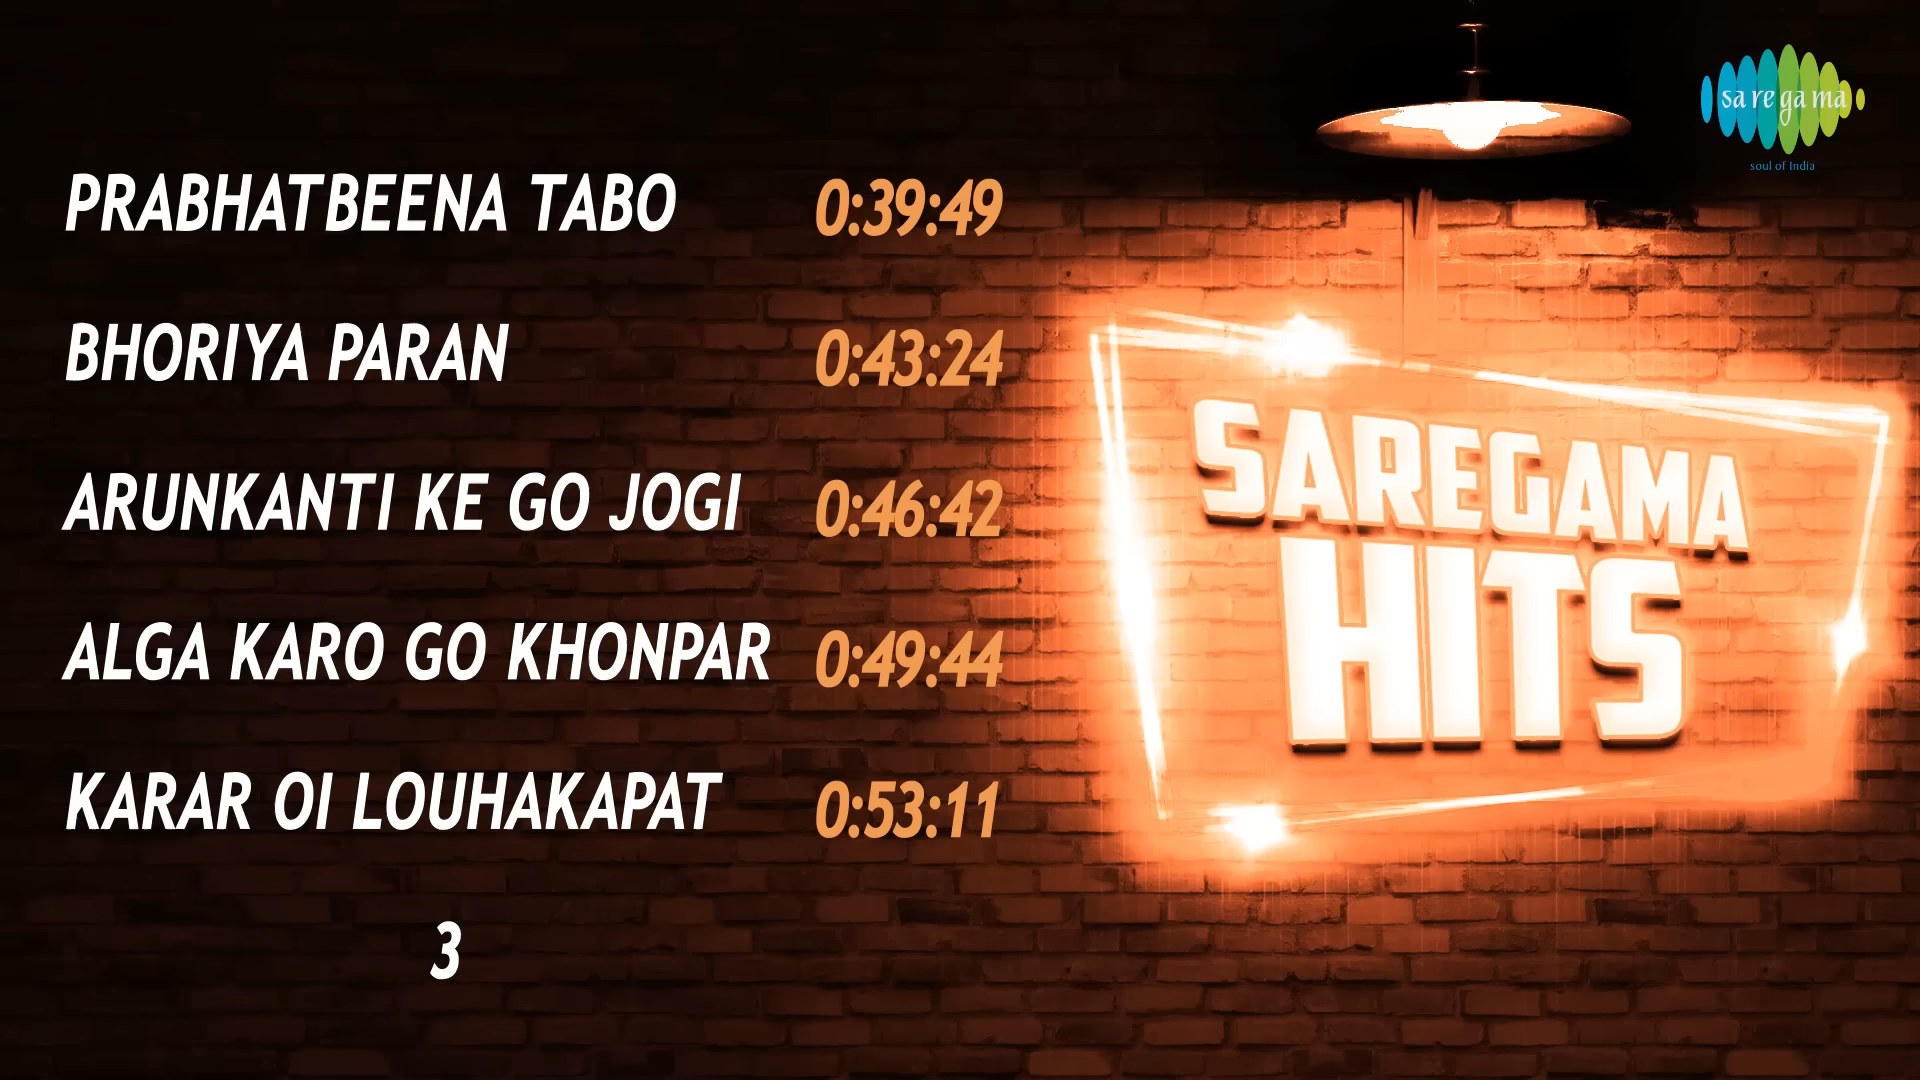 sa re ga ma
soul of India
PRABHATBEENA TABO 0:39:49
BHORIYA PARAN 0:43:24
ARUNKANTI KE GO JOGI 0:46:42
ALGA KARO GO KHONPAR 0:49:44
KARAR OI LOUHAKAPAT 0:53:11
3
SAREGAMA
HITS